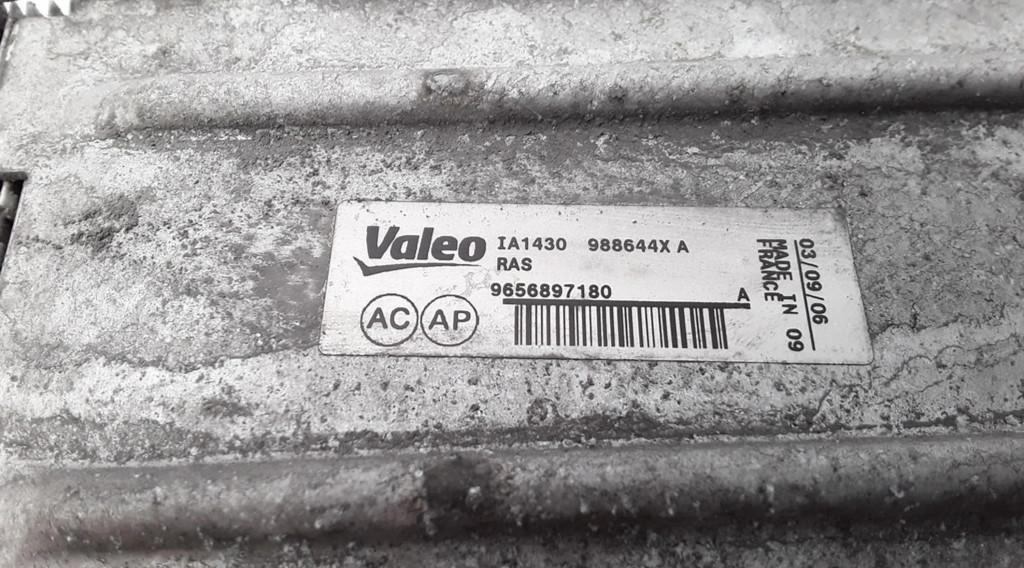 Valeo IA1430 988644X A
RAS
9656897180 A
AC AP
03/09/06
MADE IN 09
FRANCE